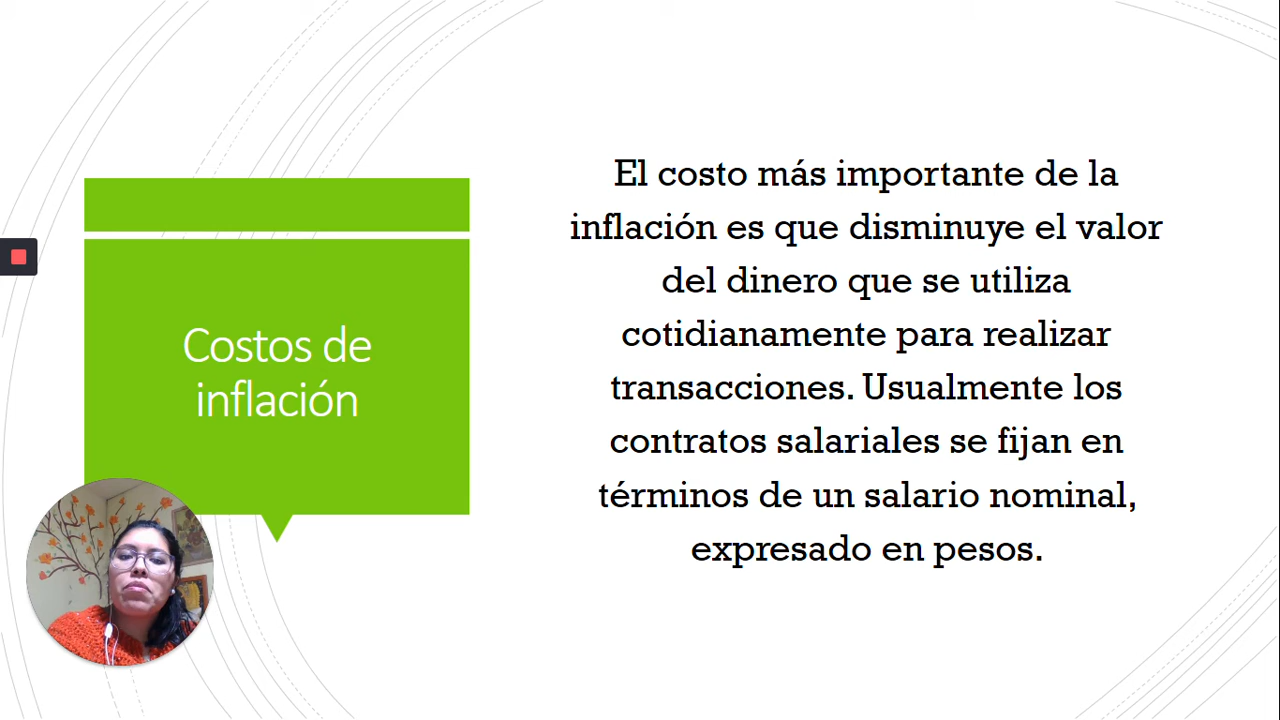 Costos de
inflación
El costo más importante de la
inflación es que disminuye el valor
del dinero que se utiliza
cotidianamente para realizar
transacciones. Usualmente los
contratos salariales se fijan en
términos de un salario nominal,
expresado en pesos.